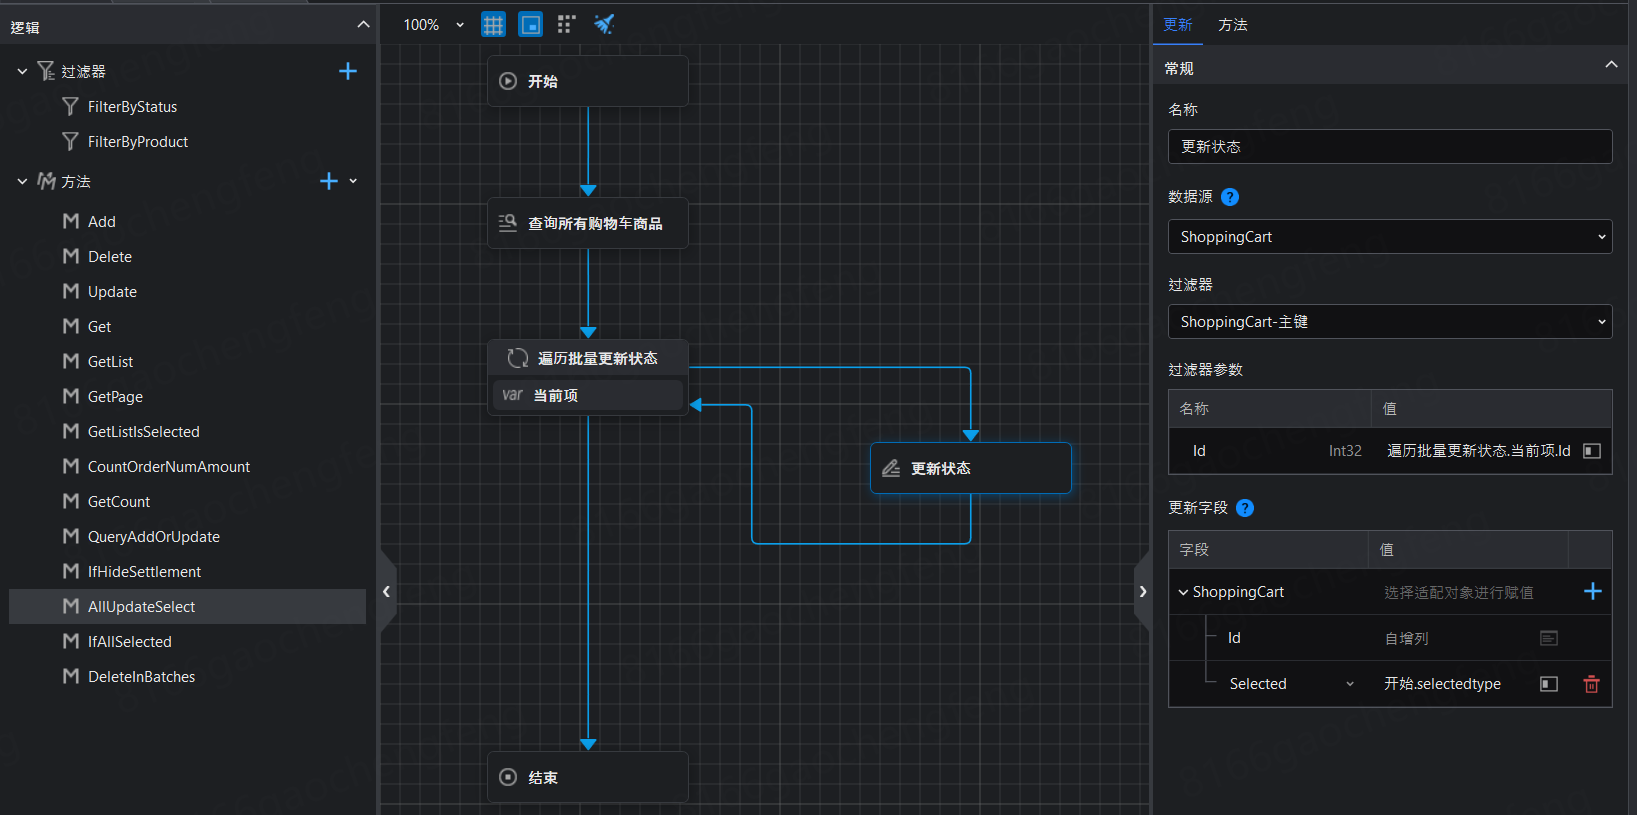 逻辑
过滤器
FilterByStatus
FilterByProduct
方法
Add
Delete
Update
Get
GetList
GetPage
GetListIsSelected
CountOrderNumAmount
GetCount
QueryAddOrUpdate
IfHideSettlement
AllUpdateSelect
IfAllSelected
DeleteInBatches
100%
开始
查询所有购物车商品
遍历批量更新状态
var 当前项
更新状态
结束
更新 方法
常规
名称
更新状态
数据源 ?
ShoppingCart
过滤器
ShoppingCart-主键
过滤器参数
名称 值
Id Int32 遍历批量更新状态.当前项.Id
更新字段 ?
字段 值
ShoppingCart 选择适配对象进行赋值
Id 自增列
Selected 开始.selectedtype